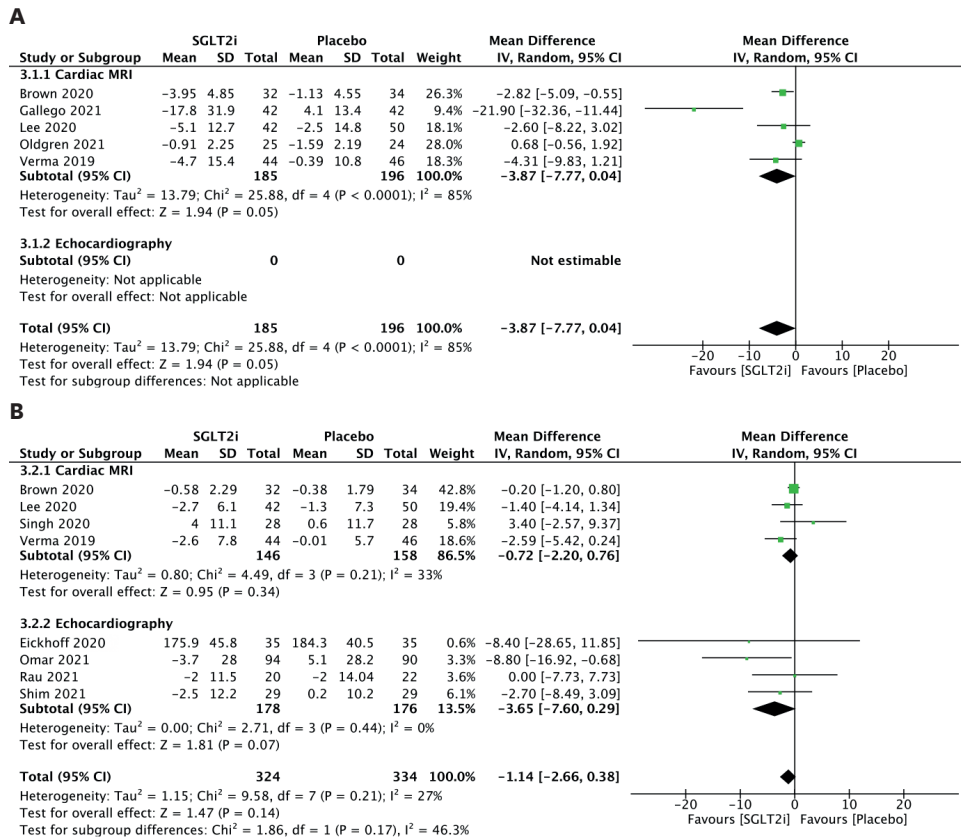 A
SGLT2i Placebo Mean Difference Mean Difference
Study or Subgroup Mean SD Total Mean SD Total Weight IV, Random, 95% CI IV, Random, 95% CI
3.1.1 Cardiac MRI
Brown 2020 −3.95 4.85 32 −1.13 4.55 34 26.3% −2.82 [−5.09, −0.55]
Gallego 2021 −17.8 31.9 42 4.1 13.4 42 9.4% −21.90 [−32.36, −11.44]
Lee 2020 −5.1 12.7 42 −2.5 14.8 50 18.1% −2.60 [−8.22, 3.02]
Oldgren 2021 −0.91 2.25 25 −1.59 2.19 24 28.0% 0.68 [−0.56, 1.92]
Verma 2019 −4.7 15.4 44 −0.39 10.8 46 18.3% −4.31 [−9.83, 1.21]
Subtotal (95% CI) 185 196 100.0% −3.87 [−7.77, 0.04]
Heterogeneity: Tau² = 13.79; Chi² = 25.88, df = 4 (P < 0.0001); I² = 85%
Test for overall effect: Z = 1.94 (P = 0.05)
3.1.2 Echocardiography
Subtotal (95% CI) 0 0 Not estimable
Heterogeneity: Not applicable
Test for overall effect: Not applicable
Total (95% CI) 185 196 100.0% −3.87 [−7.77, 0.04]
Heterogeneity: Tau² = 13.79; Chi² = 25.88, df = 4 (P < 0.0001); I² = 85%
Test for overall effect: Z = 1.94 (P = 0.05)
Test for subgroup differences: Not applicable
−20 −10 0 10 20
Favours [SGLT2i] Favours [Placebo]
B
SGLT2i Placebo Mean Difference Mean Difference
Study or Subgroup Mean SD Total Mean SD Total Weight IV, Random, 95% CI IV, Random, 95% CI
3.2.1 Cardiac MRI
Brown 2020 −0.58 2.29 32 −0.38 1.79 34 42.8% −0.20 [−1.20, 0.80]
Lee 2020 −2.7 6.1 42 −1.3 7.3 50 19.4% −1.40 [−4.14, 1.34]
Singh 2020 4 11.1 28 0.6 11.7 28 5.8% 3.40 [−2.57, 9.37]
Verma 2019 −2.6 7.8 44 −0.01 5.7 46 18.6% −2.59 [−5.42, 0.24]
Subtotal (95% CI) 146 158 86.5% −0.72 [−2.20, 0.76]
Heterogeneity: Tau² = 0.80; Chi² = 4.49, df = 3 (P = 0.21); I² = 33%
Test for overall effect: Z = 0.95 (P = 0.34)
3.2.2 Echocardiography
Eickhoff 2020 175.9 45.8 35 184.3 40.5 35 0.6% −8.40 [−28.65, 11.85]
Omar 2021 −3.7 28 94 5.1 28.2 90 3.3% −8.80 [−16.92, −0.68]
Rau 2021 −2 11.5 20 −2 14.04 22 3.6% 0.00 [−7.73, 7.73]
Shim 2021 −2.5 12.2 29 0.2 10.2 29 6.1% −2.70 [−8.49, 3.09]
Subtotal (95% CI) 178 176 13.5% −3.65 [−7.60, 0.29]
Heterogeneity: Tau² = 0.00; Chi² = 2.71, df = 3 (P = 0.44); I² = 0%
Test for overall effect: Z = 1.81 (P = 0.07)
Total (95% CI) 324 334 100.0% −1.14 [−2.66, 0.38]
Heterogeneity: Tau² = 1.15; Chi² = 9.58, df = 7 (P = 0.21); I² = 27%
Test for overall effect: Z = 1.47 (P = 0.14)
Test for subgroup differences: Chi² = 1.86, df = 1 (P = 0.17), I² = 46.3%
−20 −10 0 10 20
Favours [SGLT2i] Favours [Placebo]